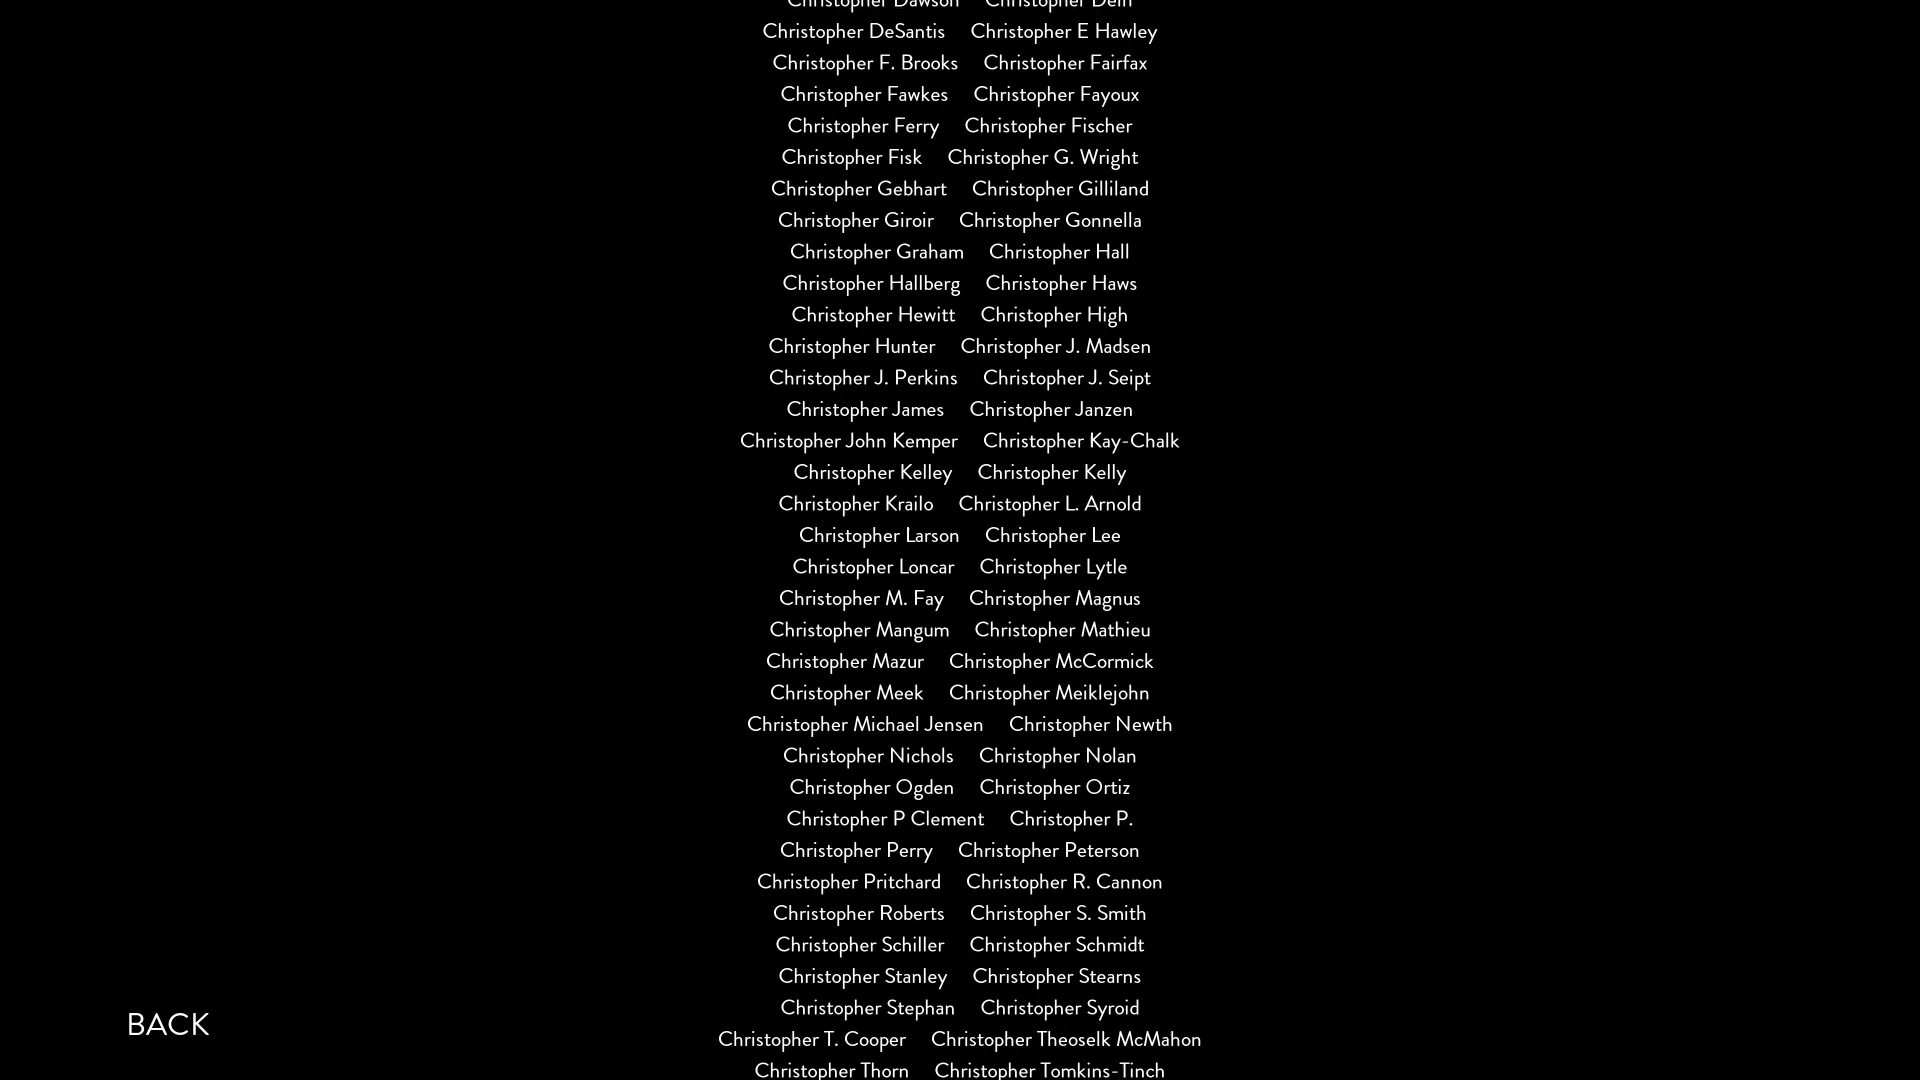 Christopher Dawson Christopher Dem
Christopher DeSantis Christopher E Hawley
Christopher F. Brooks Christopher Fairfax
Christopher Fawkes Christopher Fayoux
Christopher Ferry Christopher Fischer
Christopher Fisk Christopher G. Wright
Christopher Gebhart Christopher Gilliland
Christopher Giroir Christopher Gonnella
Christopher Graham Christopher Hall
Christopher Hallberg Christopher Haws
Christopher Hewitt Christopher High
Christopher Hunter Christopher J. Madsen
Christopher J. Perkins Christopher J. Seipt
Christopher James Christopher Janzen
Christopher John Kemper Christopher Kay-Chalk
Christopher Kelley Christopher Kelly
Christopher Krailo Christopher L. Arnold
Christopher Larson Christopher Lee
Christopher Loncar Christopher Lytle
Christopher M. Fay Christopher Magnus
Christopher Mangum Christopher Mathieu
Christopher Mazur Christopher McCormick
Christopher Meek Christopher Meiklejohn
Christopher Michael Jensen Christopher Newth
Christopher Nichols Christopher Nolan
Christopher Ogden Christopher Ortiz
Christopher P Clement Christopher P.
Christopher Perry Christopher Peterson
Christopher Pritchard Christopher R. Cannon
Christopher Roberts Christopher S. Smith
Christopher Schiller Christopher Schmidt
Christopher Stanley Christopher Stearns
Christopher Stephan Christopher Syroid
Christopher T. Cooper Christopher Theoselk McMahon
Christopher Thorn Christopher Tomkins-Tinch
BACK